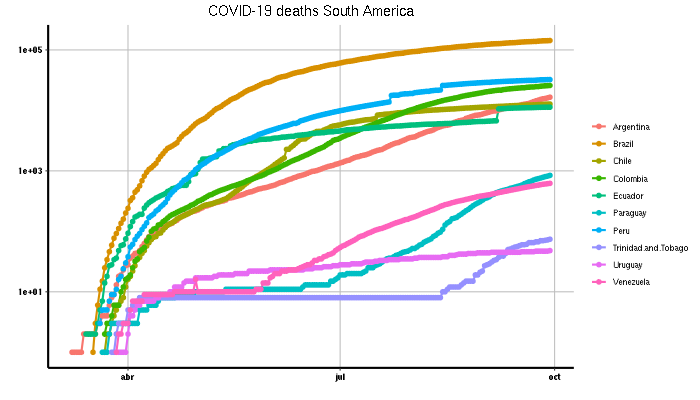 COVID-19 deaths South America
1e+05
1e+03
1e+01
abr
jul
oct
Argentina
Brazil
Chile
Colombia
Ecuador
Paraguay
Peru
Trinidad.and.Tobago
Uruguay
Venezuela